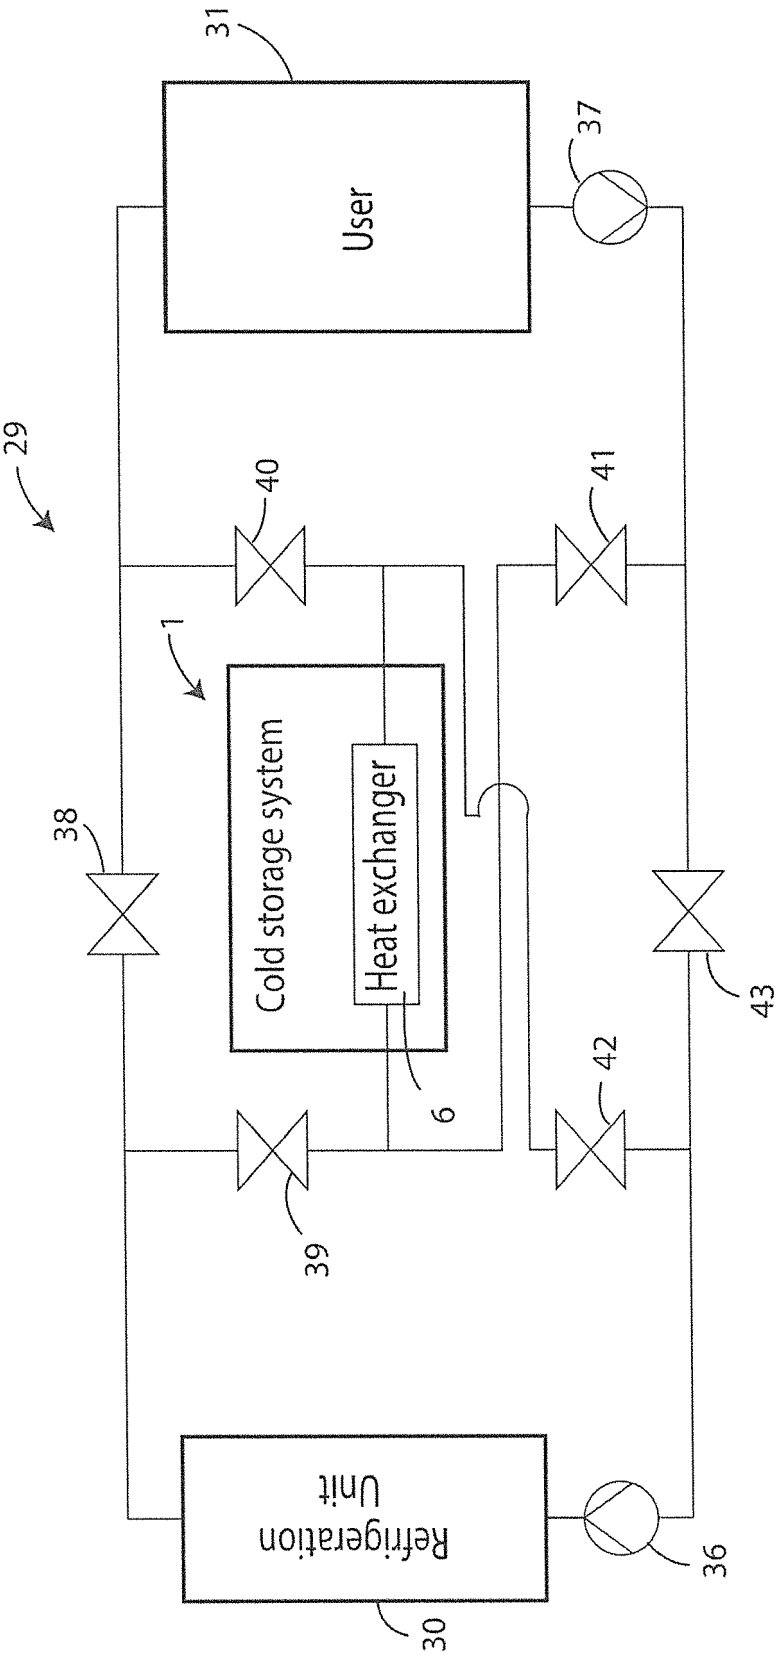 29
1
38
40
39
Cold storage system
Heat exchanger
6
41
42
43
Refrigeration
Unit
30
36
User
31
37